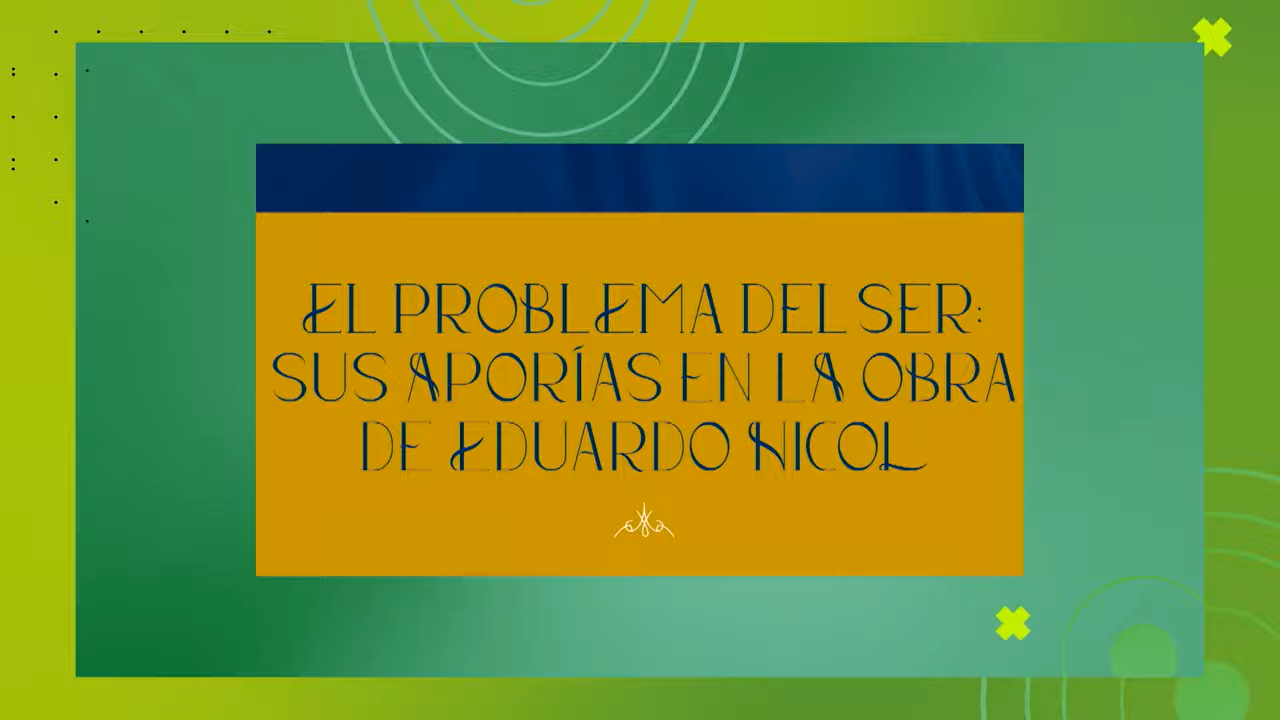 EL PROBLEMA DEL SER:
SUS APORÍAS EN LA OBRA
DE EDUARDO NICOL